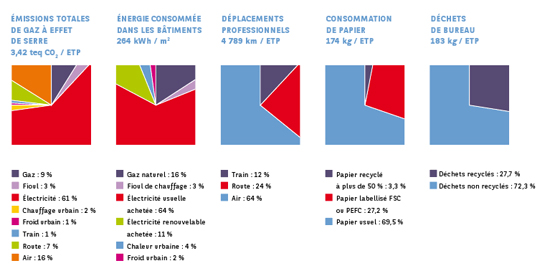 ÉMISSIONS TOTALES
DE GAZ À EFFET
DE SERRE
3,42 teq CO2 / ETP
Gaz : 9 %
Fioel : 3 %
Électricité : 61 %
Chauffage urbain : 2 %
Froid urbain : 1 %
Train : 1 %
Route : 7 %
Air : 16 %
ÉNERGIE CONSOMMÉE
DANS LES BÂTIMENTS
264 kWh / m²
Gaz naturel : 16 %
Fioul de chauffage : 3 %
Électricité usuelle
achetée : 64 %
Électricité renouvelable
achetée : 11 %
Chaleur urbaine : 4 %
Froid urbain : 2 %
DÉPLACEMENTS
PROFESSIONNELS
4 789 km / ETP
Train : 12 %
Route : 24 %
Air : 64 %
CONSOMMATION
DE PAPIER
174 kg / ETP
Papier recyclé
à plus de 50 % : 3,3 %
Papier labellisé FSC
ou PEFC : 27,2 %
Papier usuel : 69,5 %
DÉCHETS
DE BUREAU
183 kg / ETP
Déchets recyclés : 27,7 %
Déchets non recyclés : 72,3 %